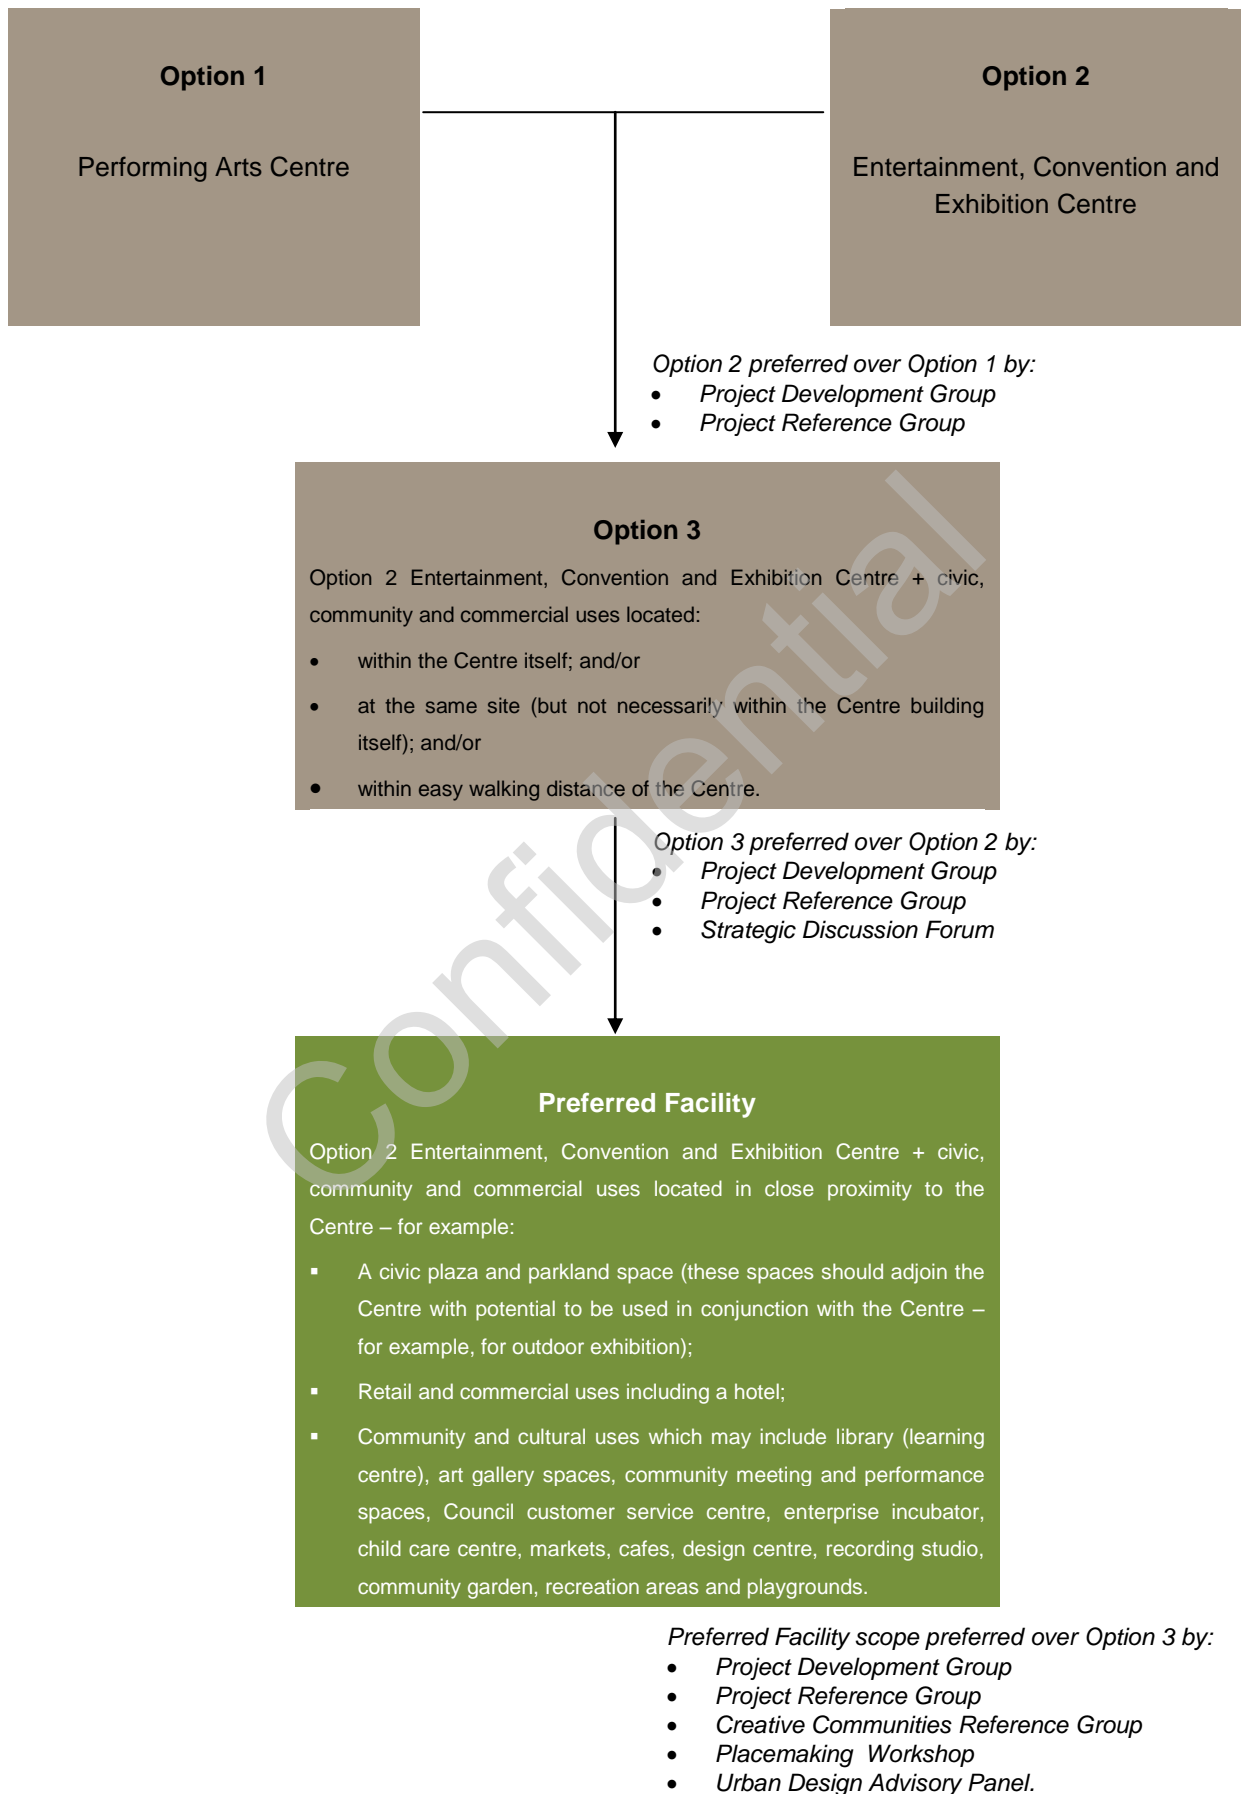 Option 1
Performing Arts Centre
Option 2
Entertainment, Convention and
Exhibition Centre
Option 2 preferred over Option 1 by:
• Project Development Group
• Project Reference Group
Option 3
Option 2 Entertainment, Convention and Exhibition Centre + civic,
community and commercial uses located:
• within the Centre itself; and/or
• at the same site (but not necessarily within the Centre building
itself); and/or
• within easy walking distance of the Centre.
Option 3 preferred over Option 2 by:
• Project Development Group
• Project Reference Group
• Strategic Discussion Forum
Preferred Facility
Option 2 Entertainment, Convention and Exhibition Centre + civic,
community and commercial uses located in close proximity to the
Centre – for example:
▪ A civic plaza and parkland space (these spaces should adjoin the
Centre with potential to be used in conjunction with the Centre –
for example, for outdoor exhibition);
▪ Retail and commercial uses including a hotel;
▪ Community and cultural uses which may include library (learning
centre), art gallery spaces, community meeting and performance
spaces, Council customer service centre, enterprise incubator,
child care centre, markets, cafes, design centre, recording studio,
community garden, recreation areas and playgrounds.
Preferred Facility scope preferred over Option 3 by:
• Project Development Group
• Project Reference Group
• Creative Communities Reference Group
• Placemaking Workshop
• Urban Design Advisory Panel.
Confidential